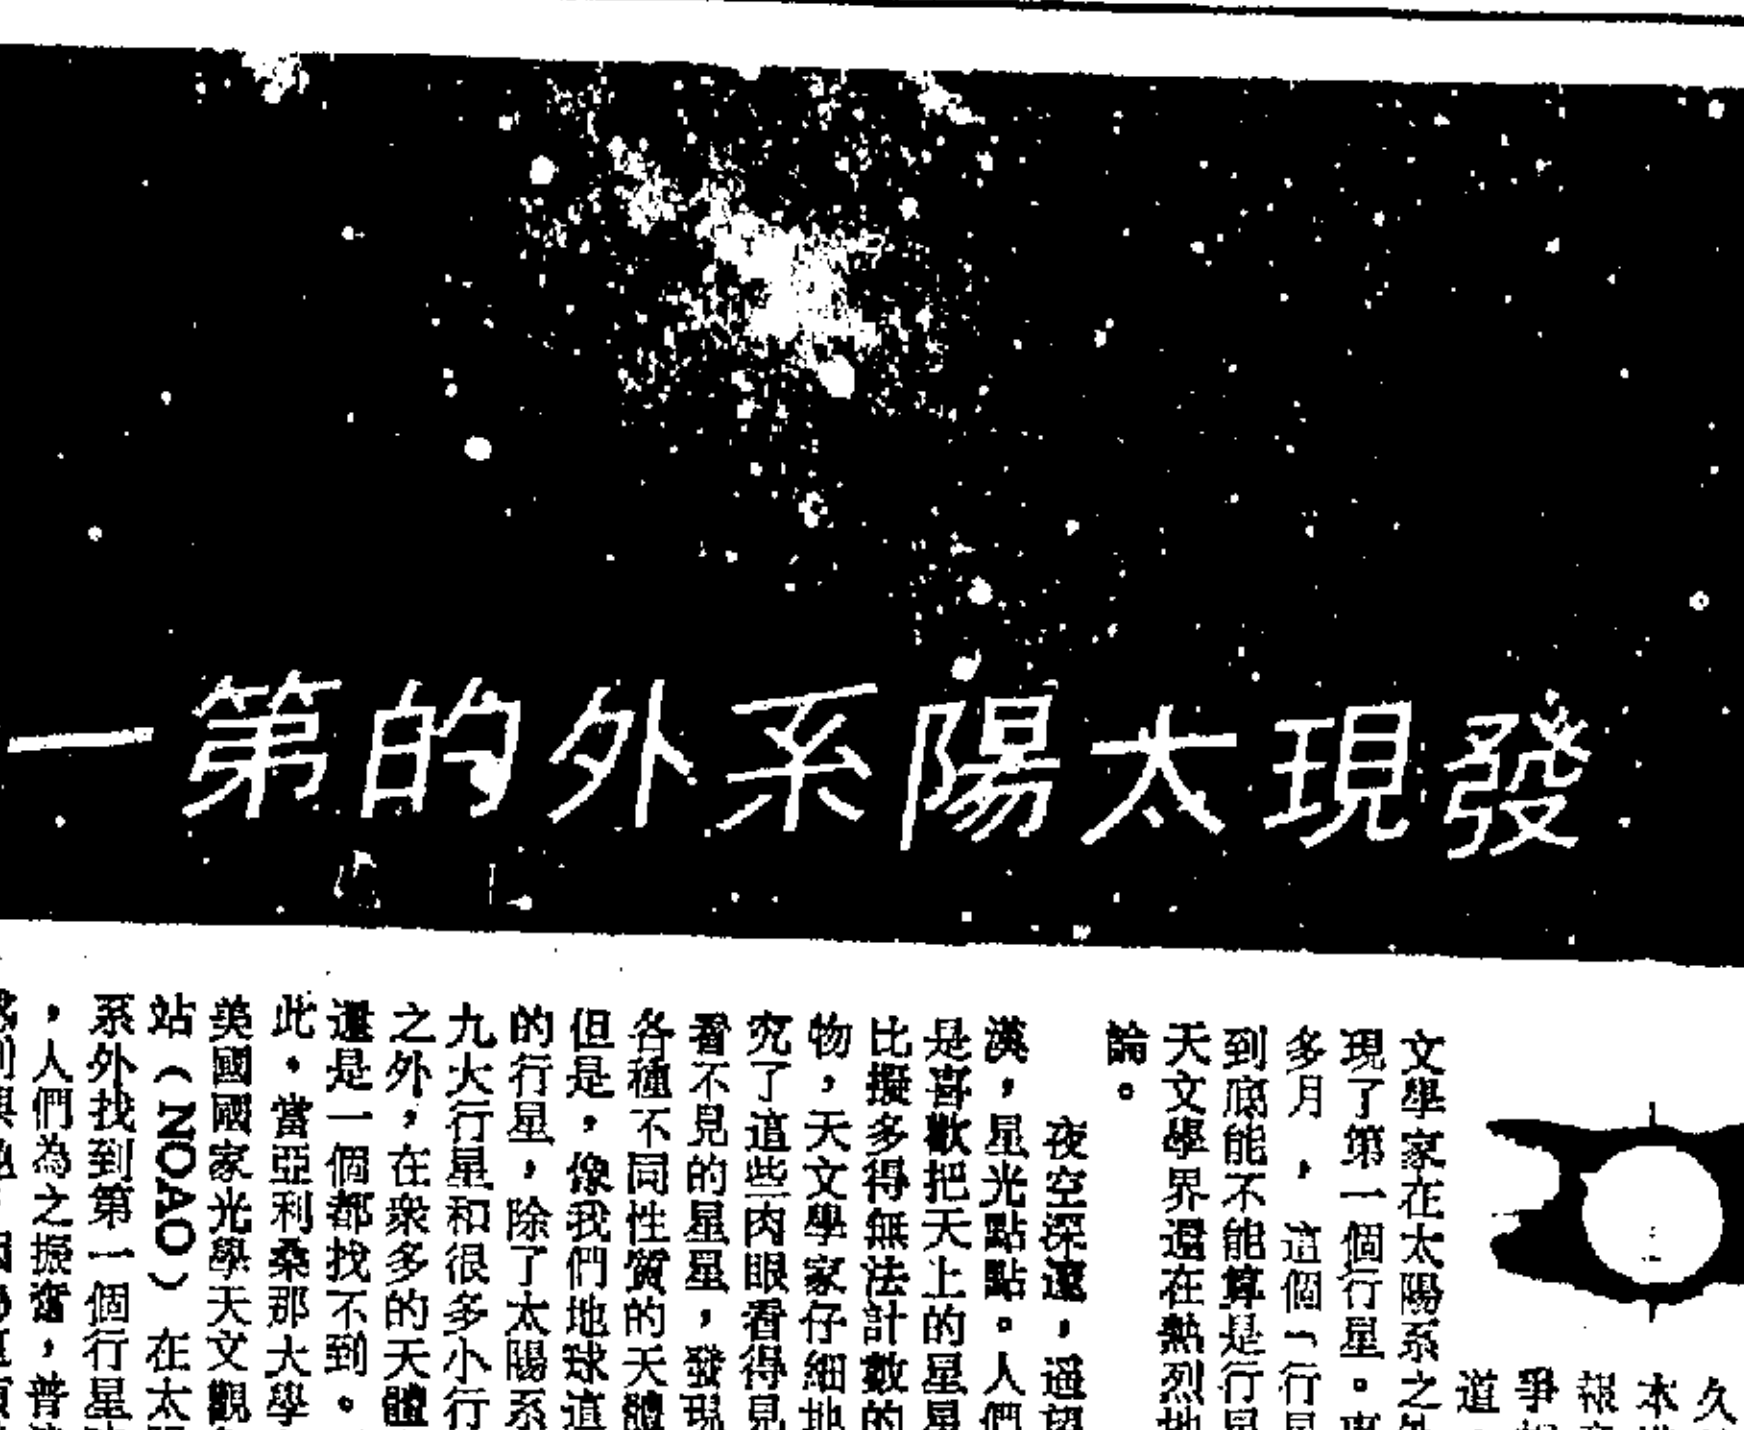 發現太陽系外的第一
久
本
報
爭
道
文學家在太陽系之外
現了第一個行星。
多月，這個「行星
到底能不能算是行星
天文學界還在熱烈地
論。
夜空深邃，遙望
漢，星光點點。人們
是喜歡把天上的星星
比擬多得無法計數的
物，天文學家仔細地
究了這些肉眼看得見
看不見的星星，發現
各種不同性質的天體
但是，像我們地球這
的行星，除了太陽系
九大行星和很多小行
之外，在衆多的天體
還是一個都找不到。
此，當亞利桑那大學
美國國家光學天文觀
站（NOAO）在太
系外找到第一個行星
，人們為之振奮，普